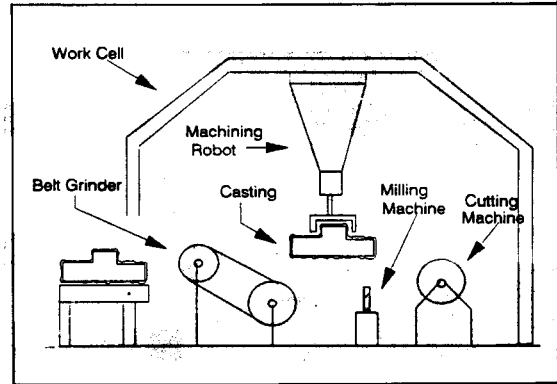 Work Cell
Machining
Robot
Belt Grinder
Casting
Milling
Machine
Cutting
Machine